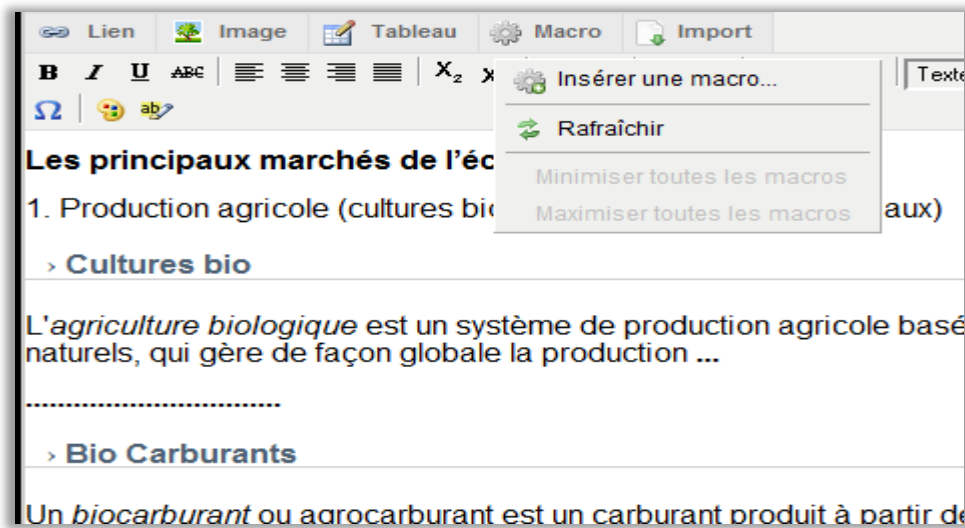 Lien Image Tableau Macro Import
B I U ABC X₂ x Texte
Ω ab
Insérer une macro...
Rafraîchir
Minimiser toutes les macros
Maximiser toutes les macros
Les principaux marchés de l'éc
1. Production agricole (cultures bio aux)
› Cultures bio
L'agriculture biologique est un système de production agricole basé
naturels, qui gère de façon globale la production ...
..............................
› Bio Carburants
Un biocarburant ou agrocarburant est un carburant produit à partir de